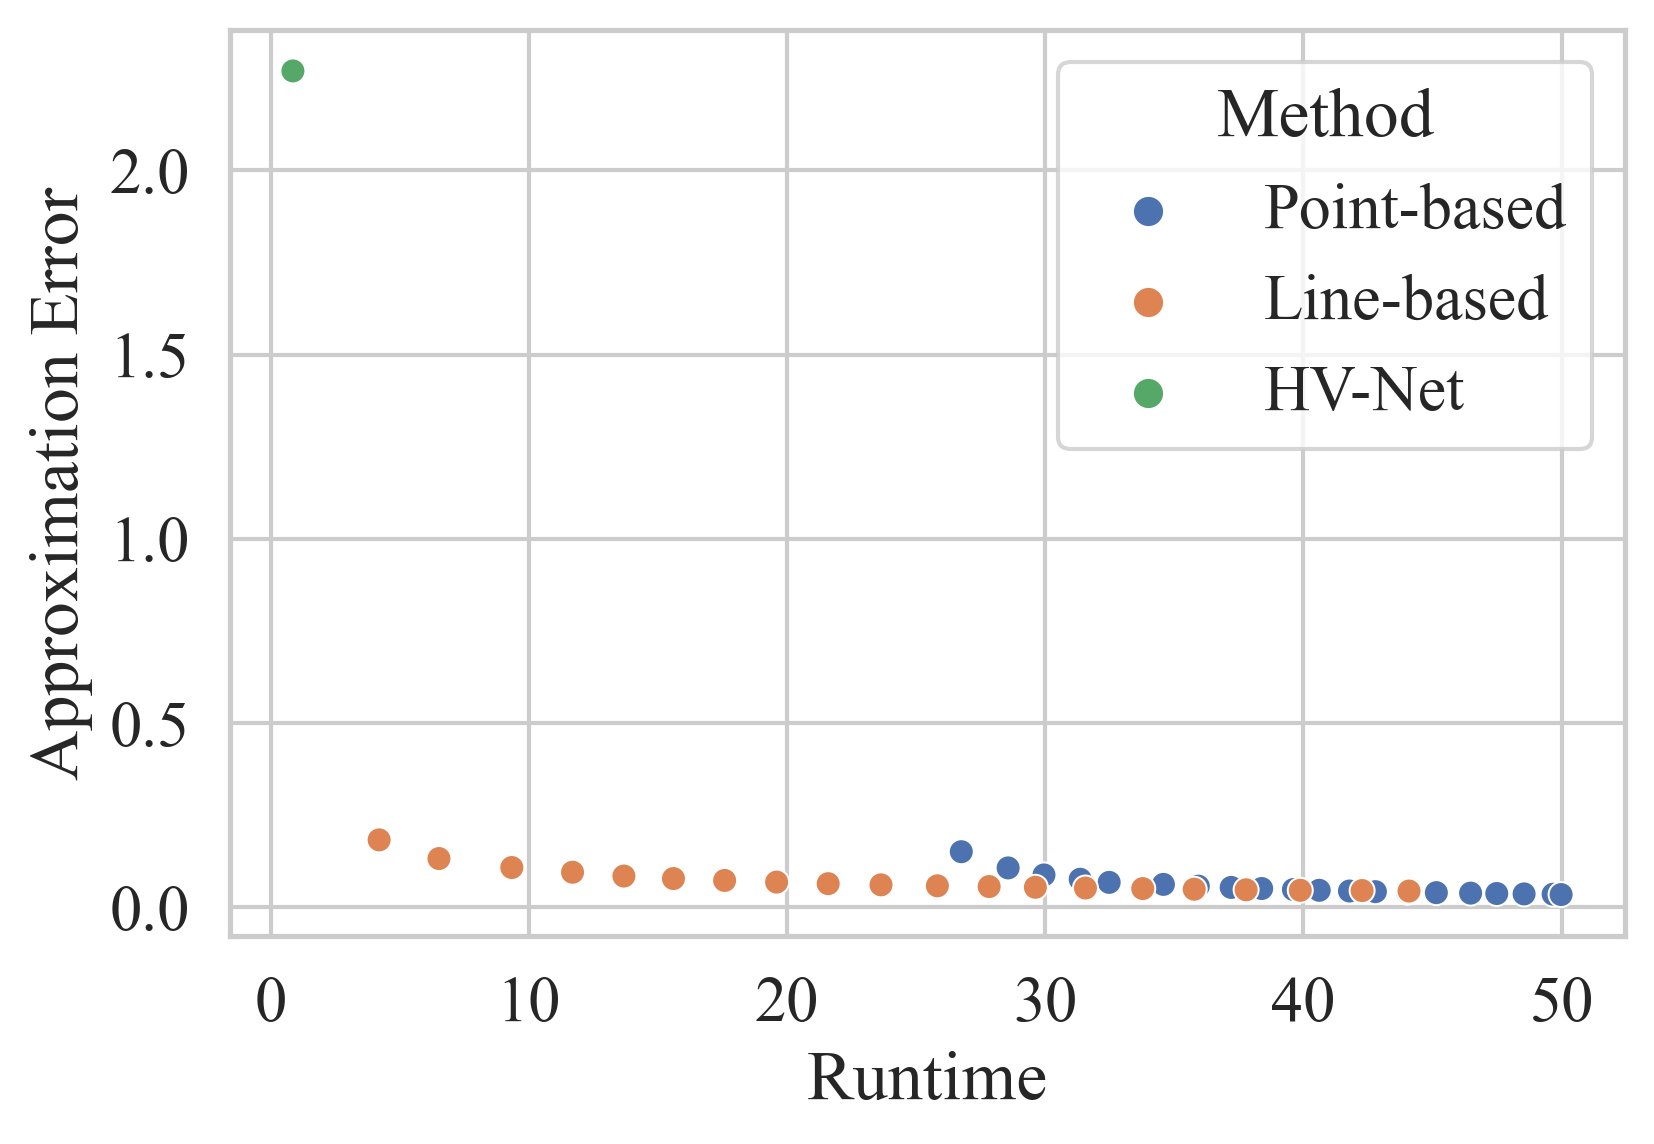 Method
Point-based
Line-based
HV-Net
Approximation Error
2.0
1.5
1.0
0.5
0.0
0 10 20 30 40 50
Runtime